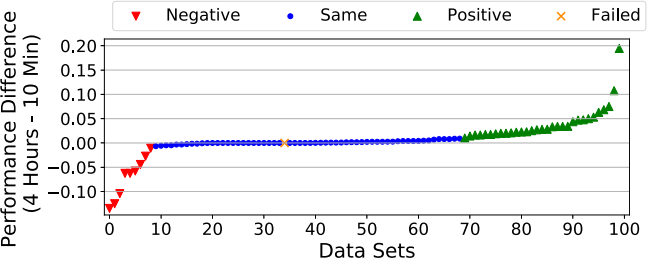 Negative Same Positive Failed
Performance Difference
(4 Hours - 10 Min)
0.20
0.15
0.10
0.05
0.00
−0.05
−0.10
0 10 20 30 40 50 60 70 80 90 100
Data Sets